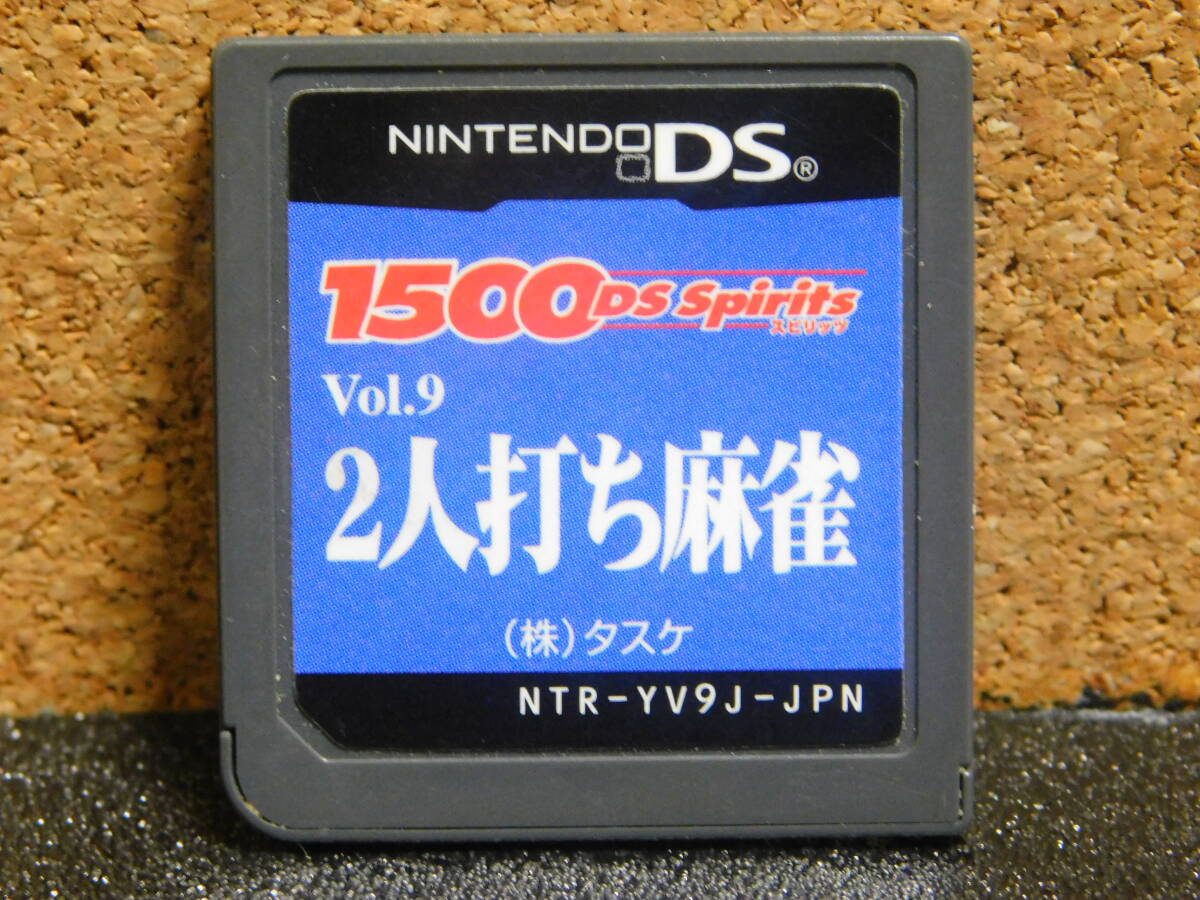 NINTENDO DS®
1500 DS Spirits
スピリッツ
Vol.9
2人打ち麻雀
(株)タスケ
NTR-YV9J-JPN